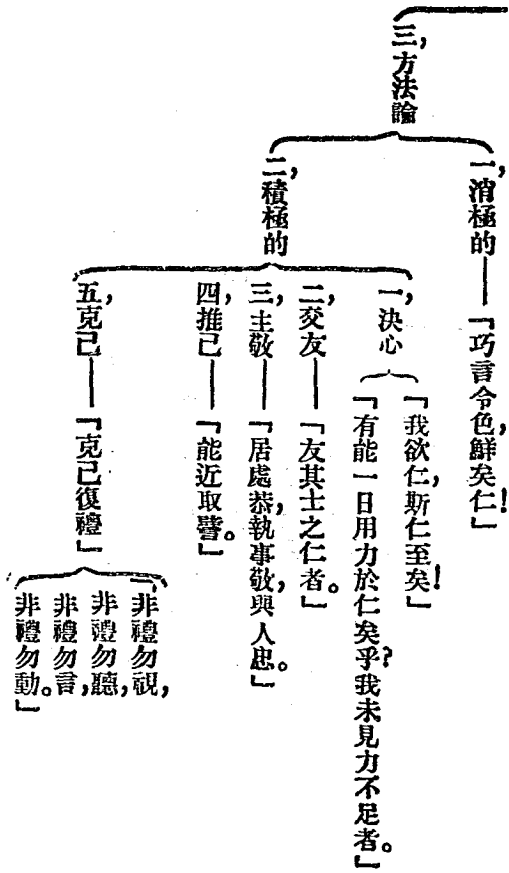 三，方法論
一，消極的——「巧言令色，鮮矣仁！」
二，積極的
一，決心
「我欲仁，斯仁至矣！」
「有能一日用力於仁矣乎？我未見力不足者。」
二，交友——「友其士之仁者。」
三，主敬——「居處恭，執事敬，與人忠。」
四，推己——「能近取譬。」
五，克己——「克己復禮」
「非禮勿視，
非禮勿聽，
非禮勿言，
非禮勿動。」